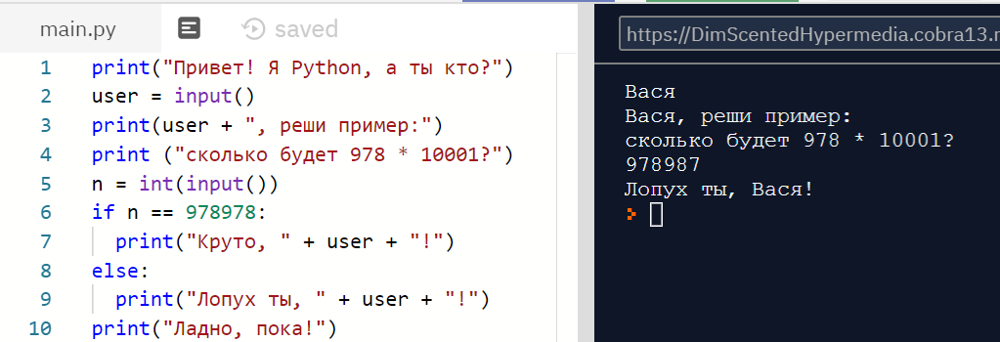 main.py saved
1 print("Привет! Я Python, а ты кто?")
2 user = input()
3 print(user + ", реши пример:")
4 print ("сколько будет 978 * 10001?")
5 n = int(input())
6 if n == 978978:
7 print("Круто, " + user + "!")
8 else:
9 print("Лопух ты, " + user + "!")
10 print("Ладно, пока!")
https://DimScentedHypermedia.cobra13.r
Вася
Вася, реши пример:
сколько будет 978 * 10001?
978987
Лопух ты, Вася!